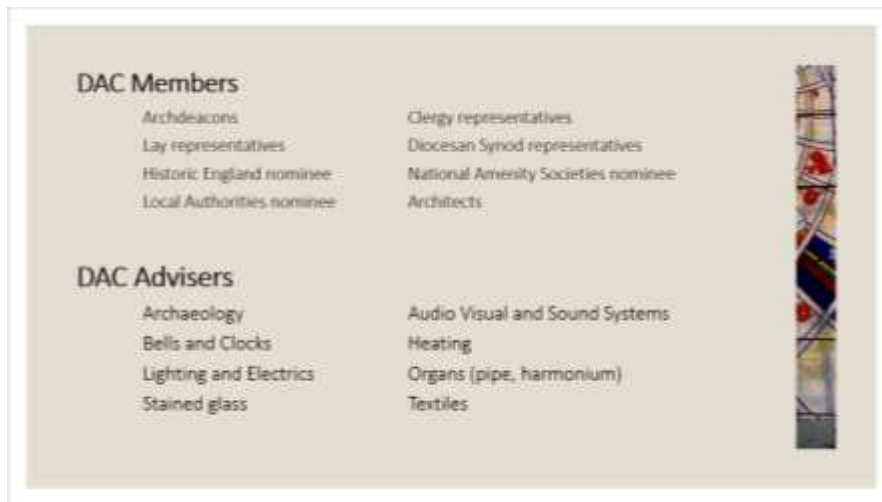 DAC Members
Archdeacons Clergy representatives
Lay representatives Diocesan Synod representatives
Historic England nominee National Amenity Societies nominee
Local Authorities nominee Architects
DAC Advisers
Archaeology Audio Visual and Sound Systems
Bells and Clocks Heating
Lighting and Electrics Organs (pipe, harmonium)
Stained glass Textiles